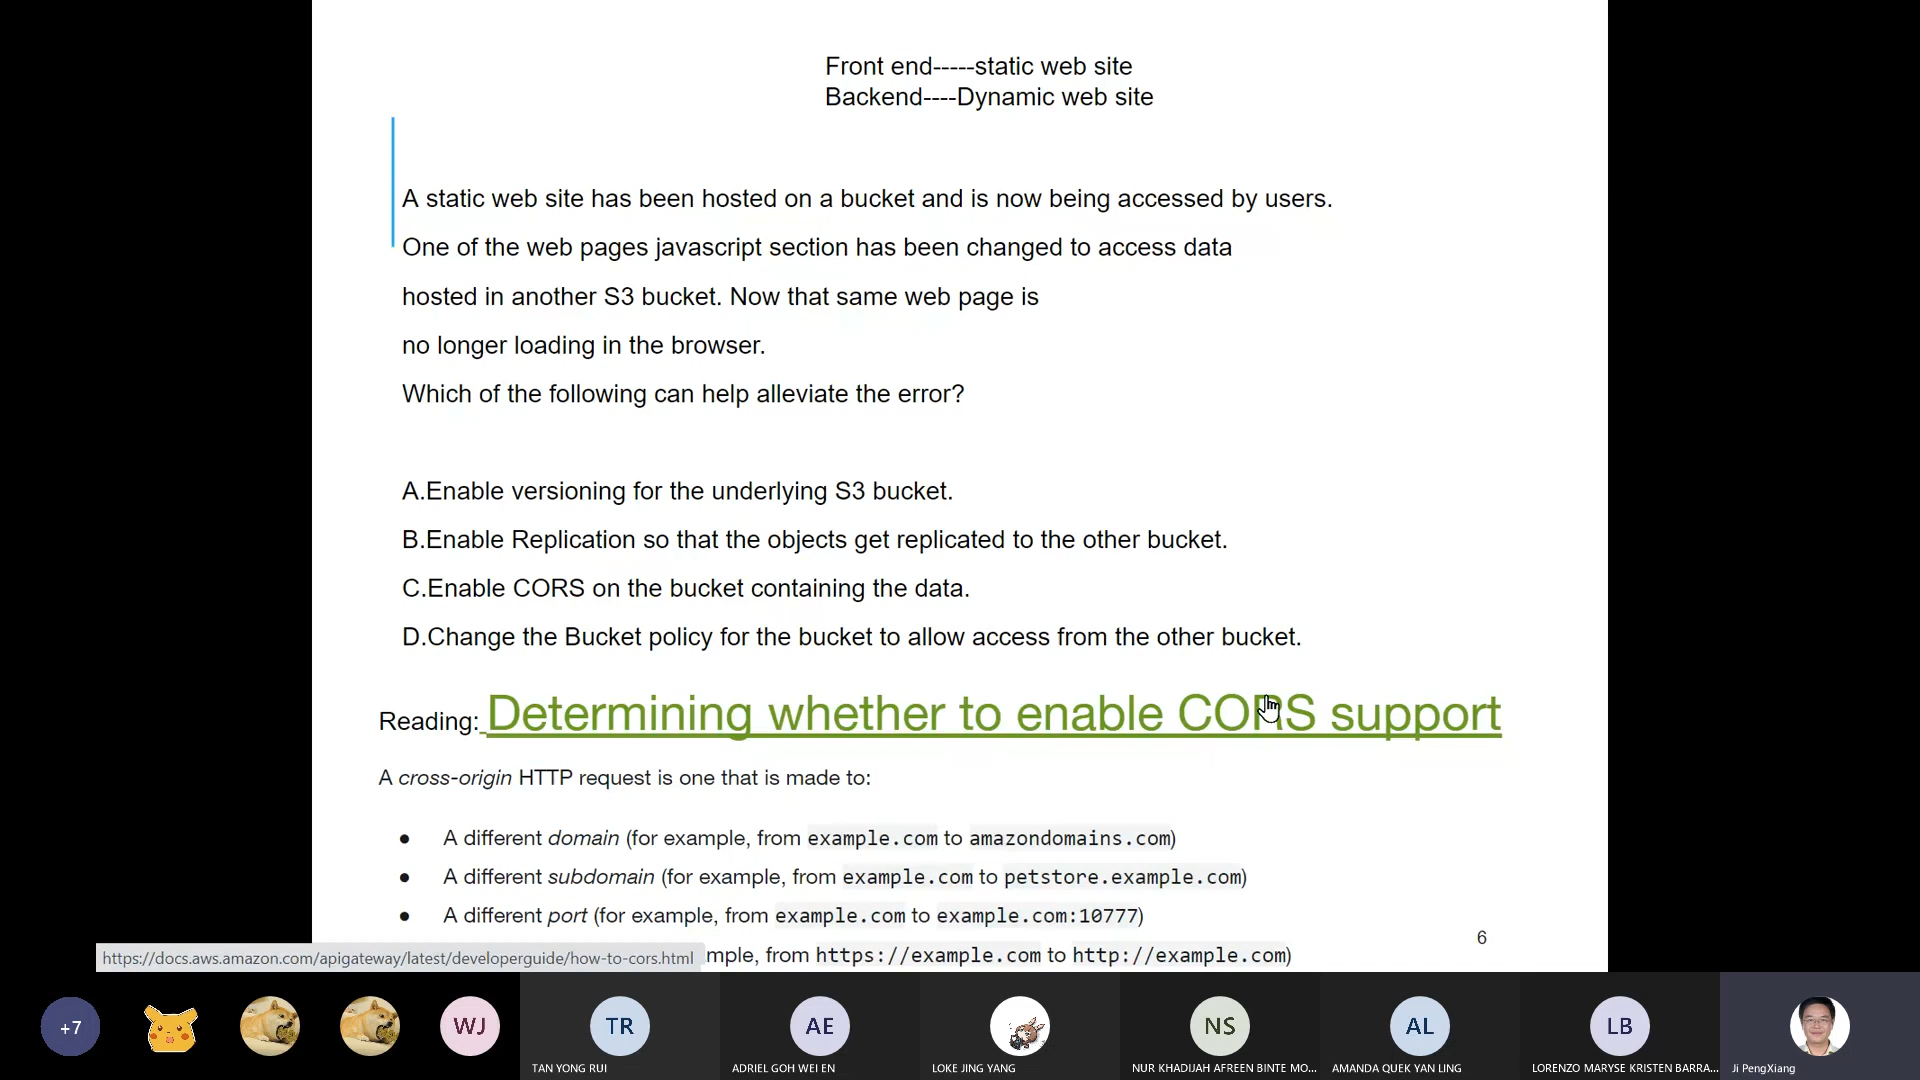 Front end-----static web site
Backend----Dynamic web site
A static web site has been hosted on a bucket and is now being accessed by users.
One of the web pages javascript section has been changed to access data
hosted in another S3 bucket. Now that same web page is
no longer loading in the browser.
Which of the following can help alleviate the error?
A.Enable versioning for the underlying S3 bucket.
B.Enable Replication so that the objects get replicated to the other bucket.
C.Enable CORS on the bucket containing the data.
D.Change the Bucket policy for the bucket to allow access from the other bucket.
Reading: Determining whether to enable CORS support
A cross-origin HTTP request is one that is made to:
● A different domain (for example, from example.com to amazondomains.com)
● A different subdomain (for example, from example.com to petstore.example.com)
● A different port (for example, from example.com to example.com:10777)
6
https://docs.aws.amazon.com/apigateway/latest/developerguide/how-to-cors.html
mple, from https://example.com to http://example.com)
+7
WJ
TR
AE
NS
AL
LB
TAN YONG RUI
ADRIEL GOH WEI EN
LOKE JING YANG
NUR KHADIJAH AFREEN BINTE MO...
AMANDA QUEK YAN LING
LORENZO MARYSE KRISTEN BARRA...
Ji PengXiang